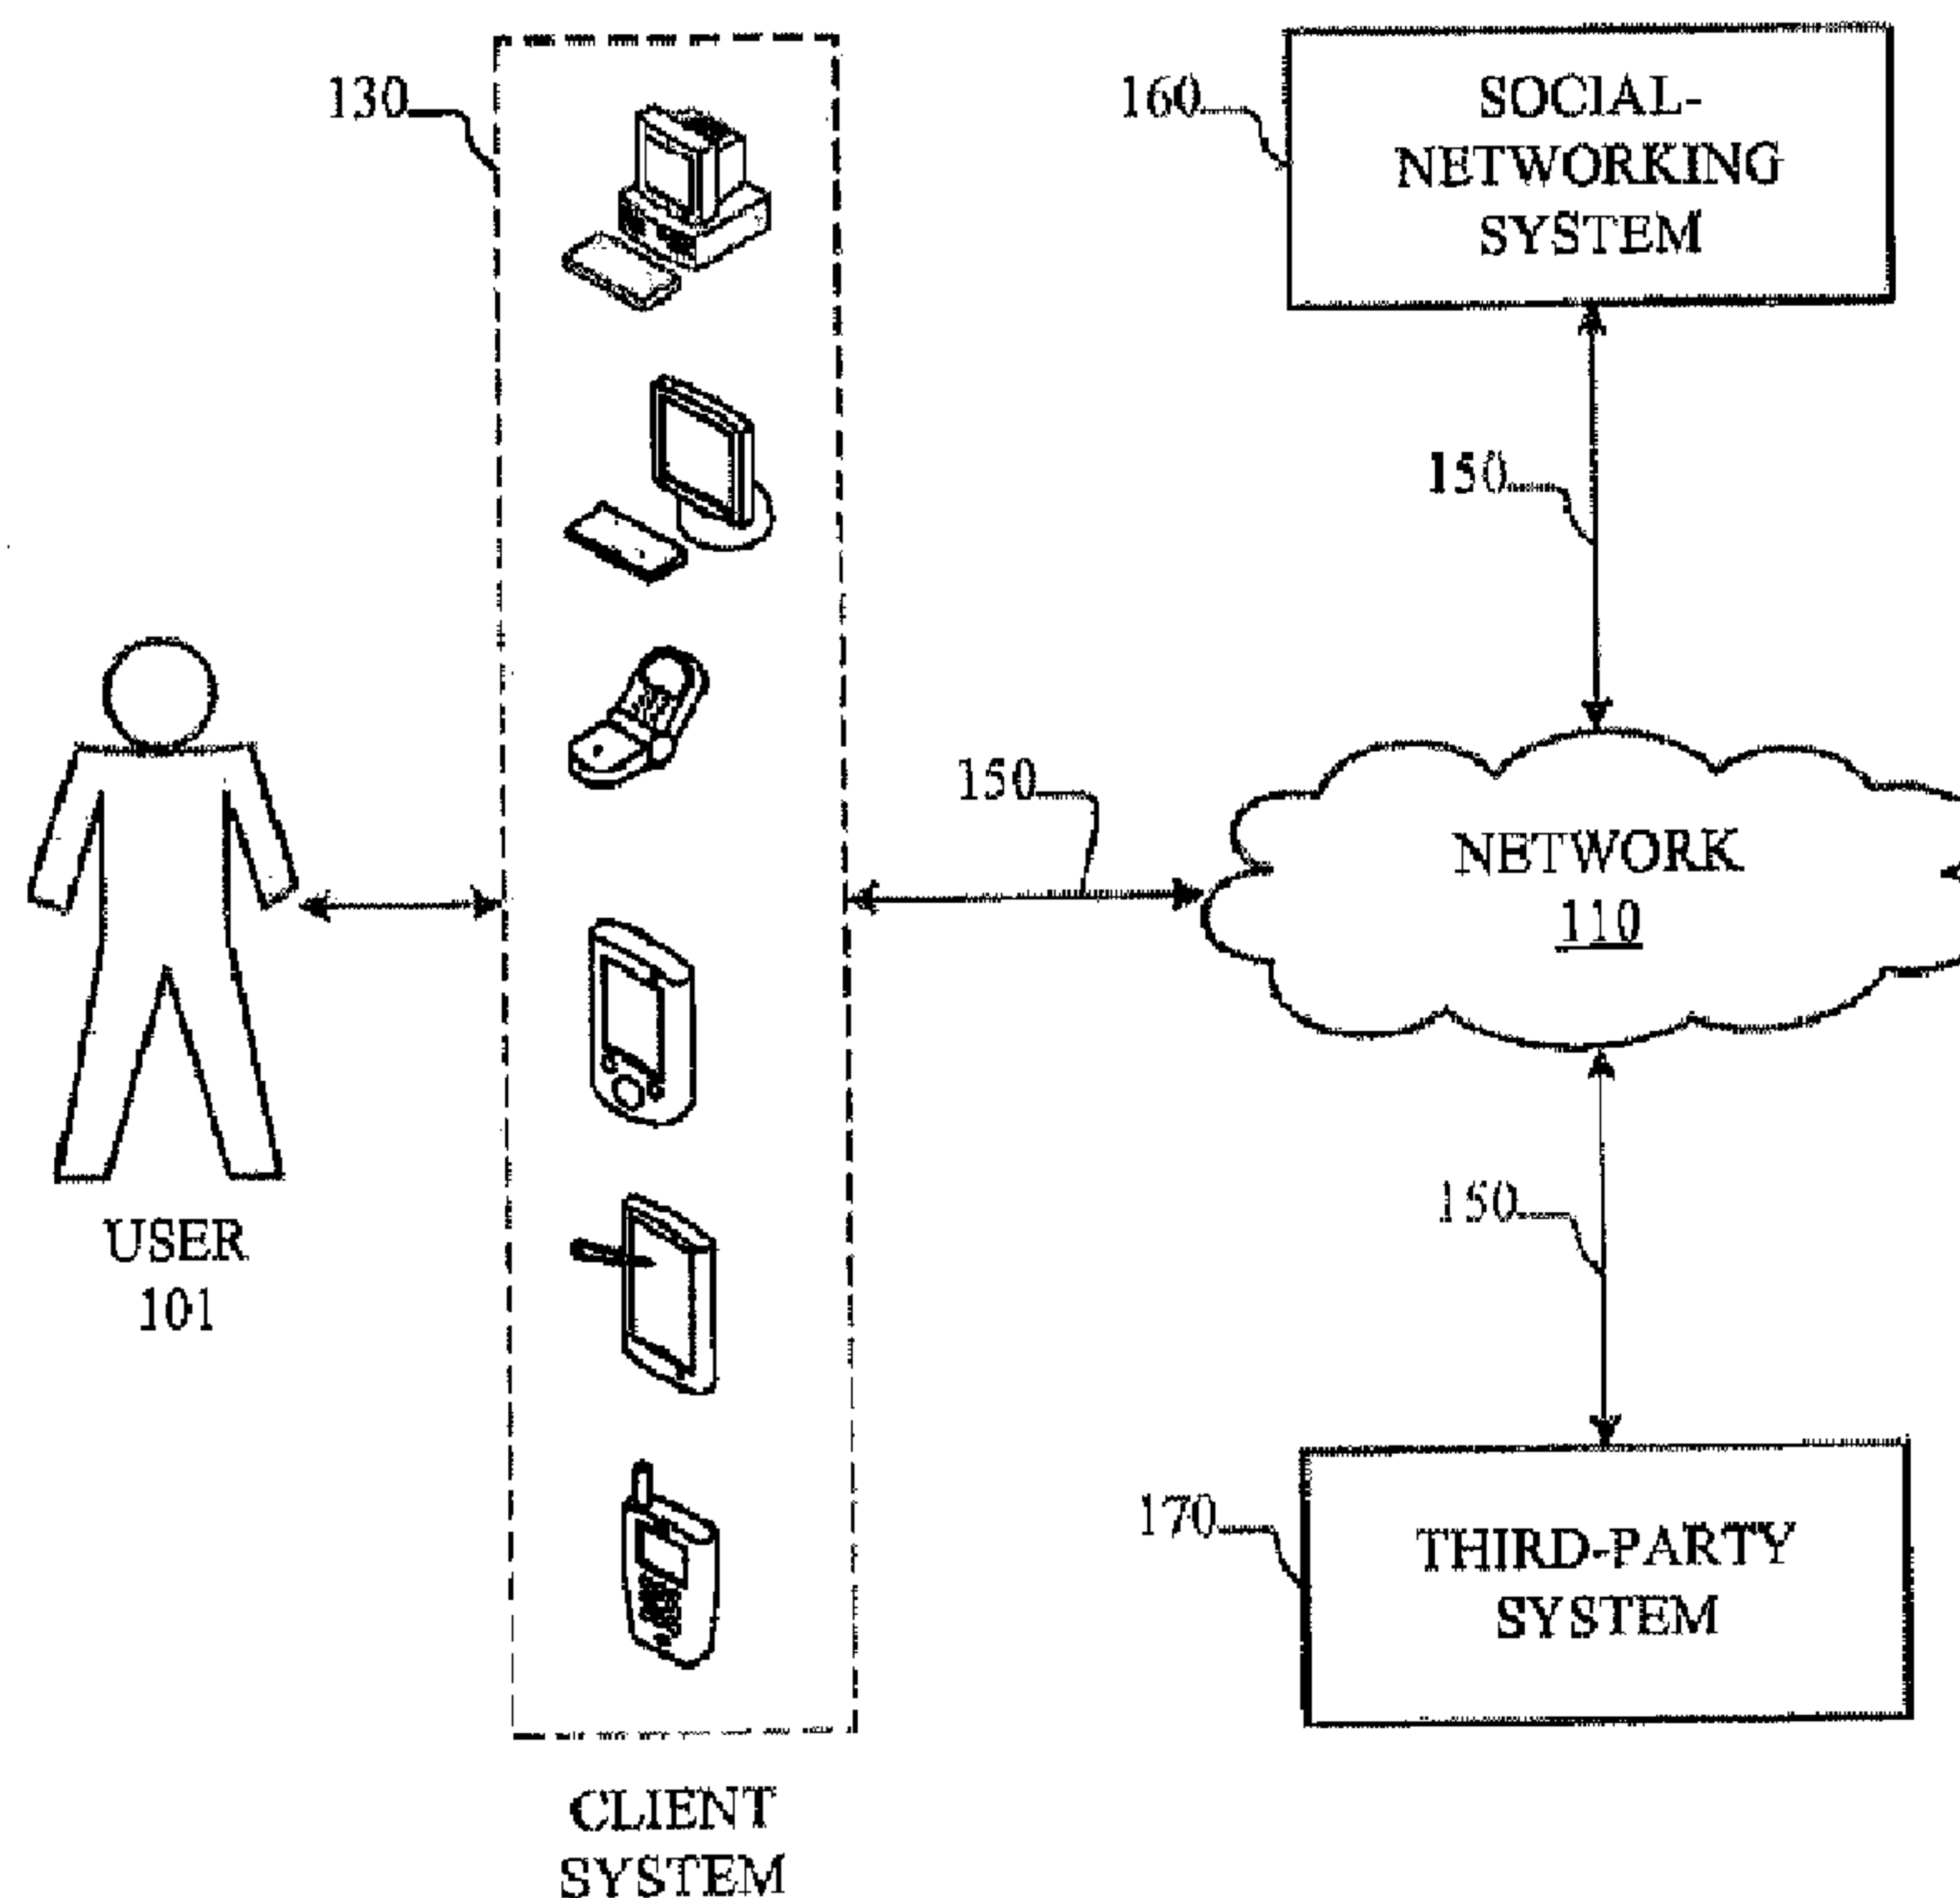 130
160
SOCIAL-
NETWORKING
SYSTEM
150
150
NETWORK
110
150
USER
101
170
THIRD-PARTY
SYSTEM
CLIENT
SYSTEM